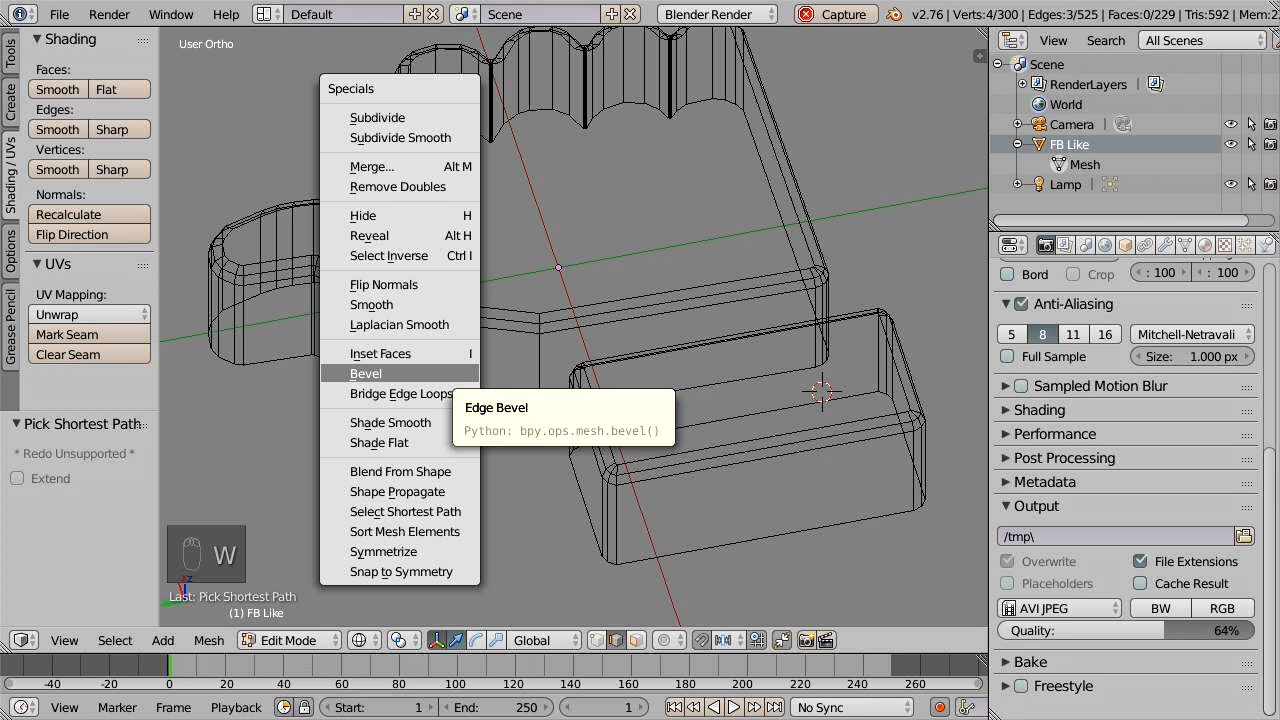 File Render Window Help Default Scene Blender Render Capture v2.76 | Verts:4/300 | Edges:3/525 | Faces:0/229 | Tris:592 | Mem:2
Tools
Create
Shading / UVs
Options
Grease Pencil
Shading
Faces:
Smooth Flat
Edges:
Smooth Sharp
Vertices:
Smooth Sharp
Normals:
Recalculate
Flip Direction
UVs
UV Mapping:
Unwrap
Mark Seam
Clear Seam
Pick Shortest Path
* Redo Unsupported *
Extend
User Ortho
Specials
Subdivide
Subdivide Smooth
Merge... Alt M
Remove Doubles
Hide H
Reveal Alt H
Select Inverse Ctrl I
Flip Normals
Smooth
Laplacian Smooth
Inset Faces I
Bevel
Bridge Edge Loops
Shade Smooth
Shade Flat
Blend From Shape
Shape Propagate
Select Shortest Path
Sort Mesh Elements
Symmetrize
Snap to Symmetry
Edge Bevel
Python: bpy.ops.mesh.bevel()
W
Last: Pick Shortest Path
(1) FB Like
View Select Add Mesh Edit Mode Global
-40 -20 0 20 40 60 80 100 120 140 160 180 200 220 240 260
View Marker Frame Playback Start: 1 End: 250 1 No Sync
View Search All Scenes
Scene
RenderLayers
World
Camera
FB Like
Mesh
Lamp
Bord Crop : 100 : 100
Anti-Aliasing
5 8 11 16 Mitchell-Netravali
Full Sample Size: 1.000 px
Sampled Motion Blur
Shading
Performance
Post Processing
Metadata
Output
/tmp\
Overwrite File Extensions
Placeholders Cache Result
AVI JPEG BW RGB
Quality: 64%
Bake
Freestyle